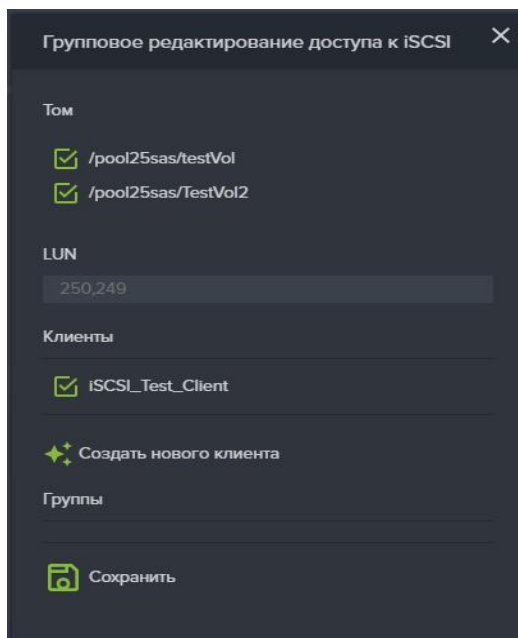 Групповое редактирование доступа к iSCSI
Том
/pool25sas/testVol
/pool25sas/TestVol2
LUN
250,249
Клиенты
iSCSI_Test_Client
Создать нового клиента
Группы
Сохранить